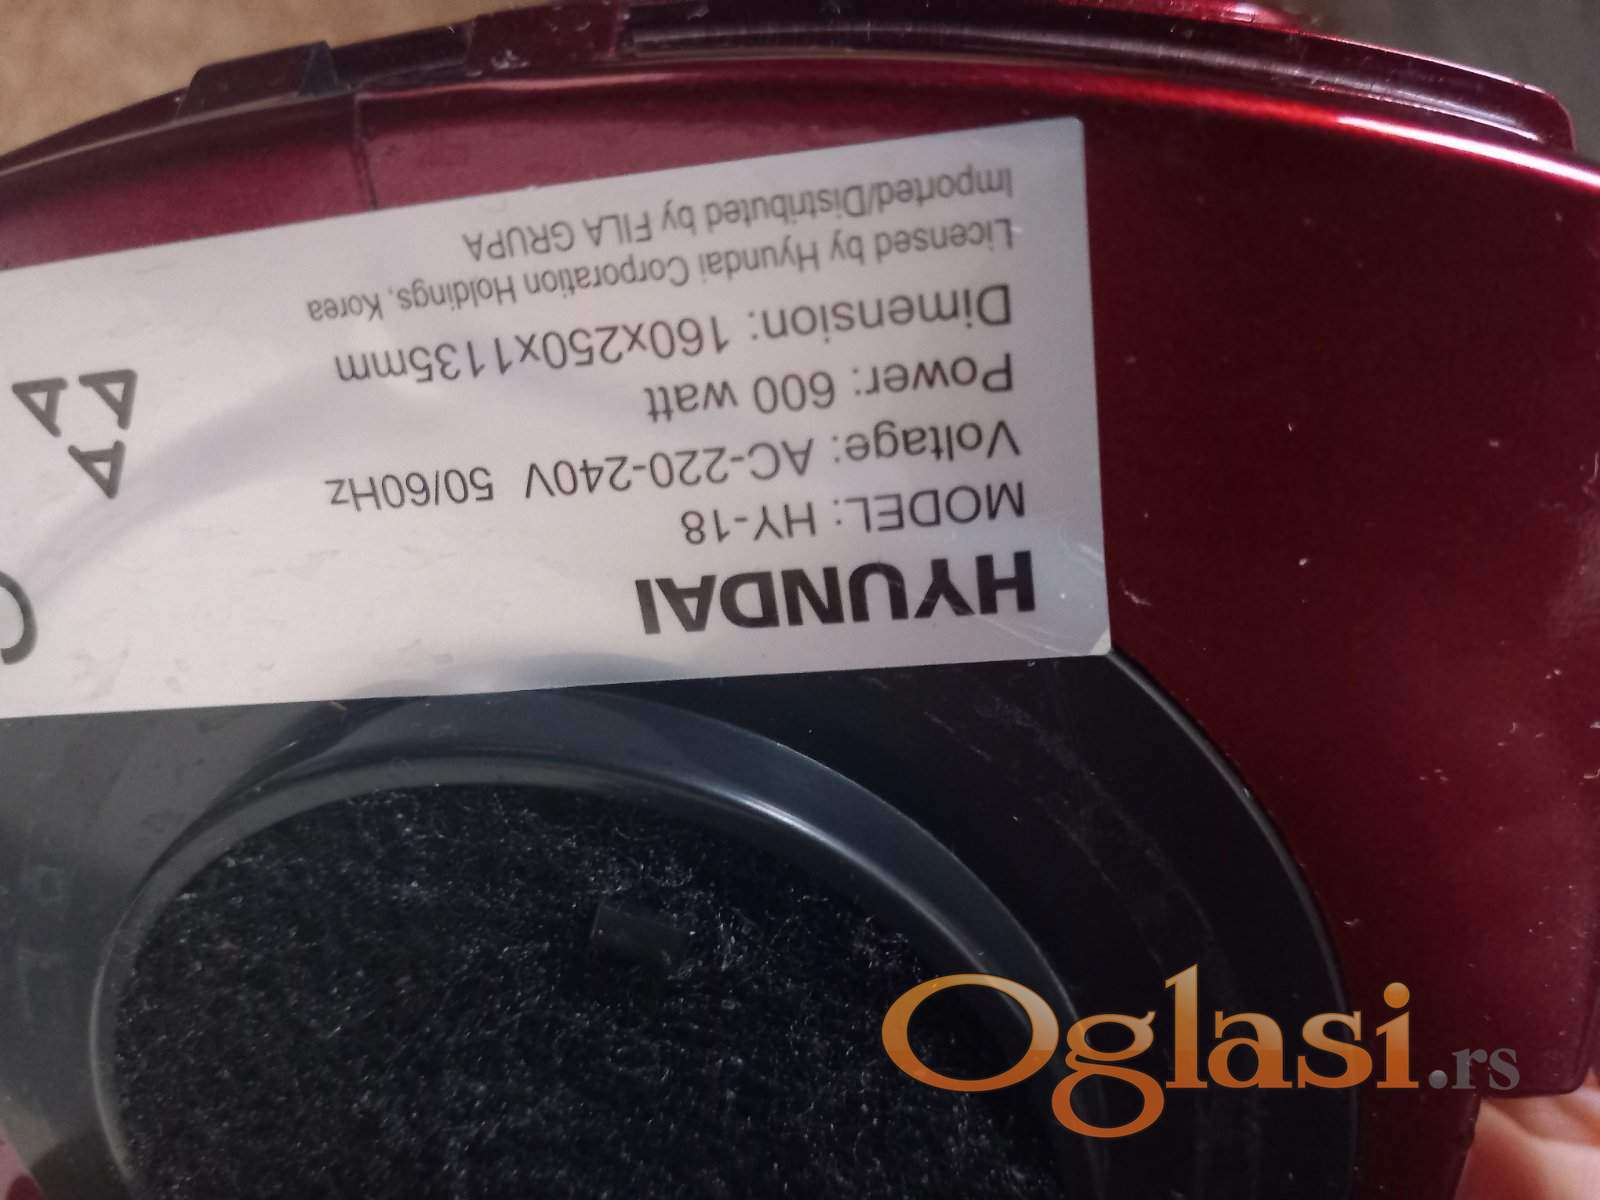 HYUNDAI
MODEL: HY-18
Voltage: AC-220-240V 50/60Hz
Power: 600 watt
Dimension: 160x250x1135mm
Licensed by Hyundai Corporation Holdings, Korea
Imported/Distributed by FILA GRUPA
Oglasi.rs